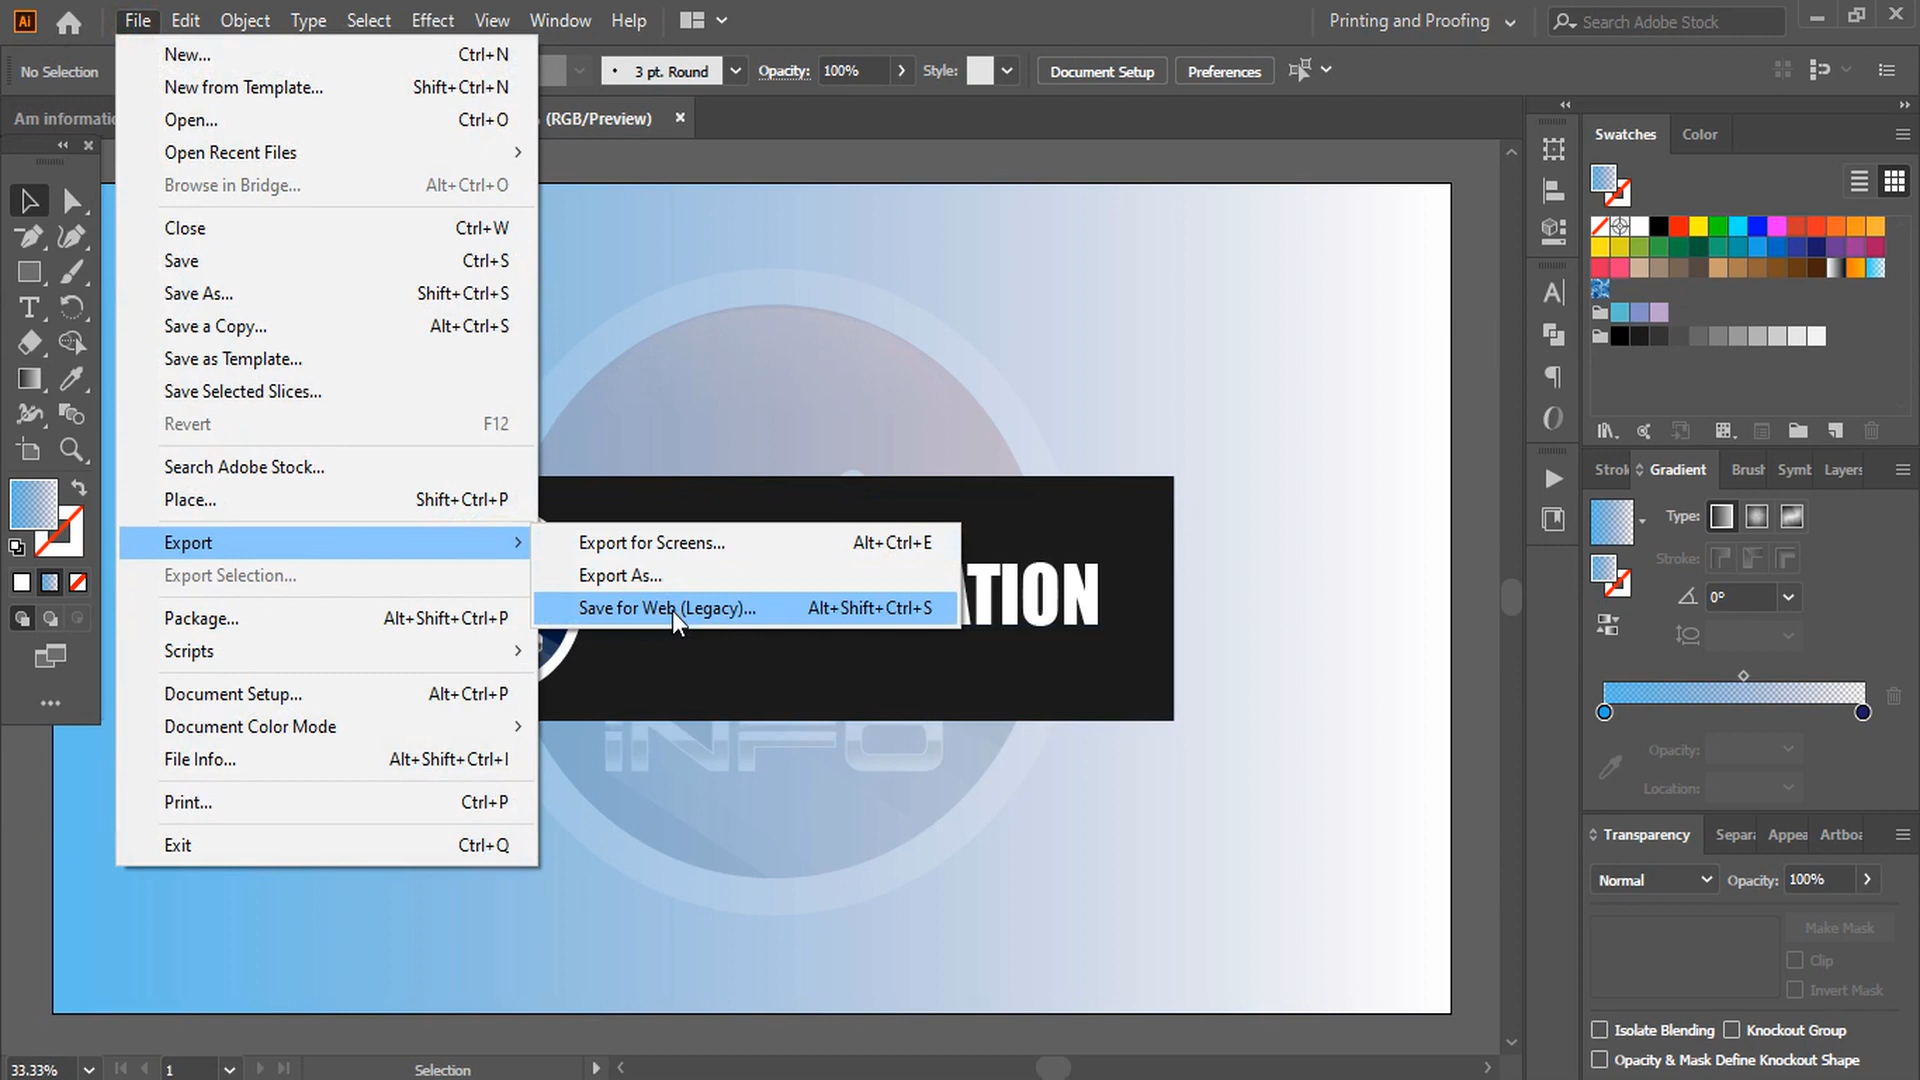 Ai
File Edit Object Type Select Effect View Window Help
Printing and Proofing
Search Adobe Stock
No Selection
3 pt. Round
Opacity: 100%
Style:
Document Setup
Preferences
Am informatio
(RGB/Preview)
New... Ctrl+N
New from Template... Shift+Ctrl+N
Open... Ctrl+O
Open Recent Files
Browse in Bridge... Alt+Ctrl+O
Close Ctrl+W
Save Ctrl+S
Save As... Shift+Ctrl+S
Save a Copy... Alt+Ctrl+S
Save as Template...
Save Selected Slices...
Revert F12
Search Adobe Stock...
Place... Shift+Ctrl+P
Export
Export Selection...
Package... Alt+Shift+Ctrl+P
Scripts
Document Setup... Alt+Ctrl+P
Document Color Mode
File Info... Alt+Shift+Ctrl+I
Print... Ctrl+P
Exit Ctrl+Q
Export for Screens... Alt+Ctrl+E
Export As...
Save for Web (Legacy)... Alt+Shift+Ctrl+S
ATION
iNFO
Swatches Color
Strok Gradient Brush Symb Layers
Type:
Stroke:
0°
Opacity:
Location:
Transparency Separa Appea Artboa
Normal Opacity: 100%
Make Mask
Clip
Invert Mask
Isolate Blending Knockout Group
Opacity & Mask Define Knockout Shape
33.33% 1 Selection